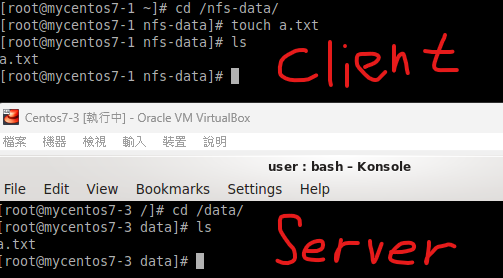 [root@mycentos7-1 ~]# cd /nfs-data/
[root@mycentos7-1 nfs-data]# touch a.txt
[root@mycentos7-1 nfs-data]# ls
a.txt
[root@mycentos7-1 nfs-data]#
Client
Centos7-3 [執行中] - Oracle VM VirtualBox
檔案 機器 檢視 輸入 裝置 說明
user : bash – Konsole
File Edit View Bookmarks Settings Help
[root@mycentos7-3 /]# cd /data/
[root@mycentos7-3 data]# ls
a.txt
[root@mycentos7-3 data]#
Server